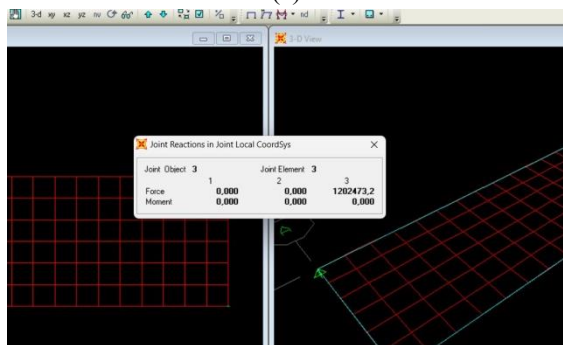 3-d xy xz yz nv
nd
3-D View
Joint Reactions in Joint Local CoordSys
Joint Object 3 Joint Element 3
1 2 3
Force 0,000 0,000 1202473,2
Moment 0,000 0,000 0,000